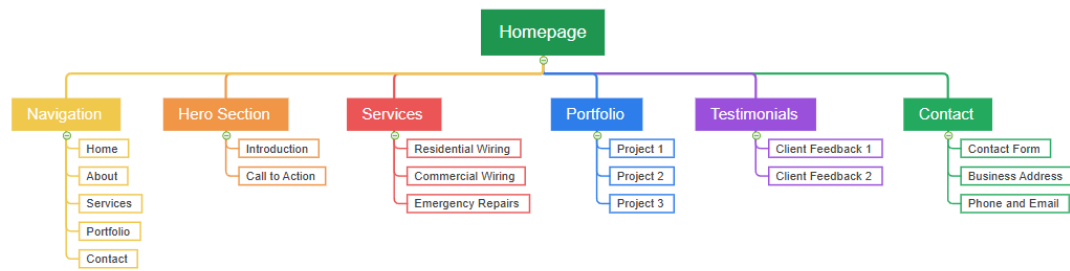 Homepage
Navigation
Home
About
Services
Portfolio
Contact
Hero Section
Introduction
Call to Action
Services
Residential Wiring
Commercial Wiring
Emergency Repairs
Portfolio
Project 1
Project 2
Project 3
Testimonials
Client Feedback 1
Client Feedback 2
Contact
Contact Form
Business Address
Phone and Email